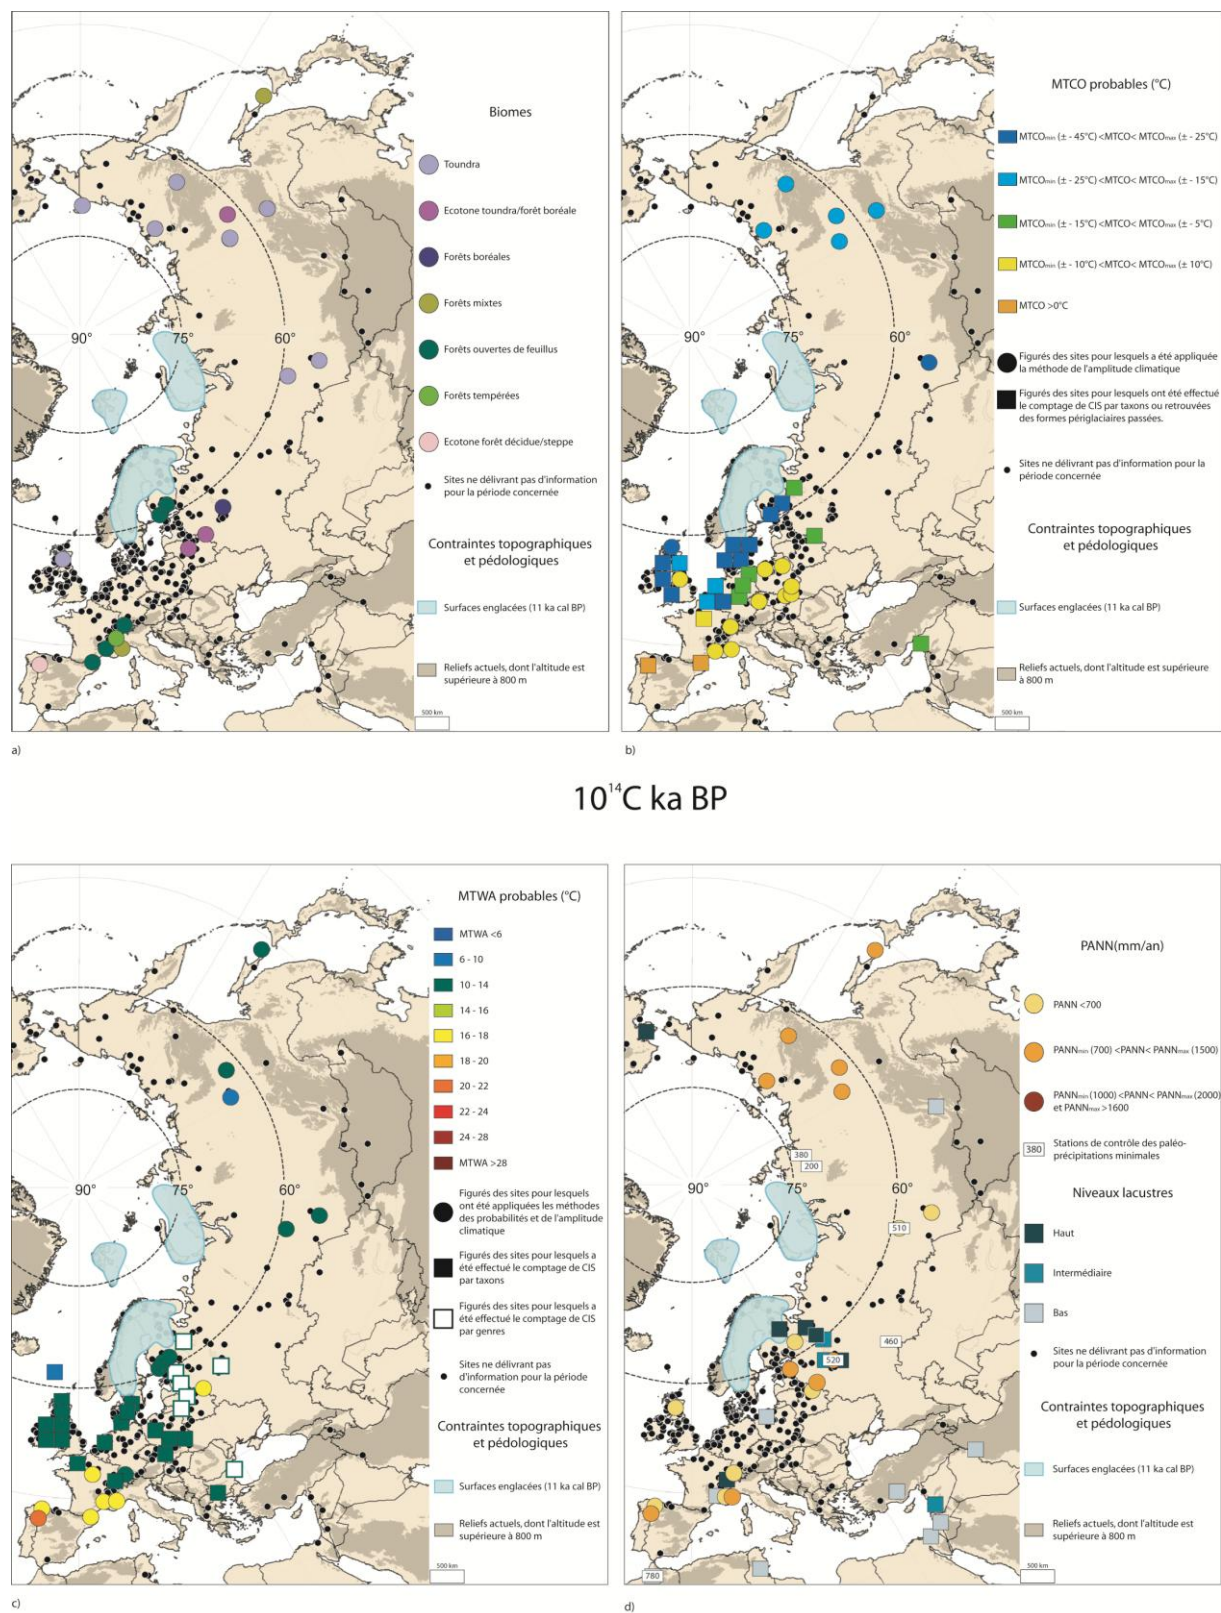 Biomes
Toundra
Ecotone toundra/forêt boréale
Forêts boréales
Forêts mixtes
Forêts ouvertes de feuillus
Forêts tempérées
Ecotone forêt décidue/steppe
Sites ne délivrant pas d'information
pour la période concernée
Contraintes topographiques
et pédologiques
Surfaces englacées (11 ka cal BP)
Reliefs actuels, dont l'altitude est
supérieure à 800 m
500 km
90°
75°
60°
a)
MTCO probables (°C)
MTCOmin (± - 45°C) <MTCO< MTCOmax (± - 25°C)
MTCOmin (± - 25°C) <MTCO< MTCOmax (± - 15°C)
MTCOmin (± - 15°C) <MTCO< MTCOmax (± - 5°C)
MTCOmin (± - 10°C) <MTCO< MTCOmax (± 10°C)
MTCO >0°C
Figurés des sites pour lesquels a été appliquée
la méthode de l'amplitude climatique
Figurés des sites pour lesquels ont été effectué
le comptage de CIS par taxons ou retrouvées
des formes périglaciaires passées.
Sites ne délivrant pas d'information pour la
période concernée
Contraintes topographiques
et pédologiques
Surfaces englacées (11 ka cal BP)
Reliefs actuels, dont l'altitude est supérieure
à 800 m
500 km
90°
75°
60°
b)
10¹⁴C ka BP
MTWA probables (°C)
MTWA <6
6 - 10
10 - 14
14 - 16
16 - 18
18 - 20
20 - 22
22 - 24
24 - 28
MTWA >28
Figurés des sites pour lesquels
ont été appliquées les méthodes
des probabilités et de l'amplitude
climatique
Figurés des sites pour lesquels a
été effectué le comptage de CIS
par taxons
Figurés des sites pour lesquels a
été effectué le comptage de CIS
par genres
Sites ne délivrant pas
d'information pour la période
concernée
Contraintes topographiques
et pédologiques
Surfaces englacées (11 ka cal BP)
Reliefs actuels, dont l'altitude est
supérieure à 800 m
500 km
90°
75°
60°
c)
PANN(mm/an)
PANN <700
PANNmin (700) <PANN< PANNmax (1500)
PANNmin (1000) <PANN< PANNmax (2000)
et PANNmax >1600
380
Stations de contrôle des paléo-
précipitations minimales
Niveaux lacustres
Haut
Intermédiaire
Bas
Sites ne délivrant pas d'information
pour la période concernée
Contraintes topographiques
et pédologiques
Surfaces englacées (11 ka cal BP)
Reliefs actuels, dont l'altitude est
supérieure à 800 m
500 km
380
200
90°
75°
60°
510
460
520
780
d)